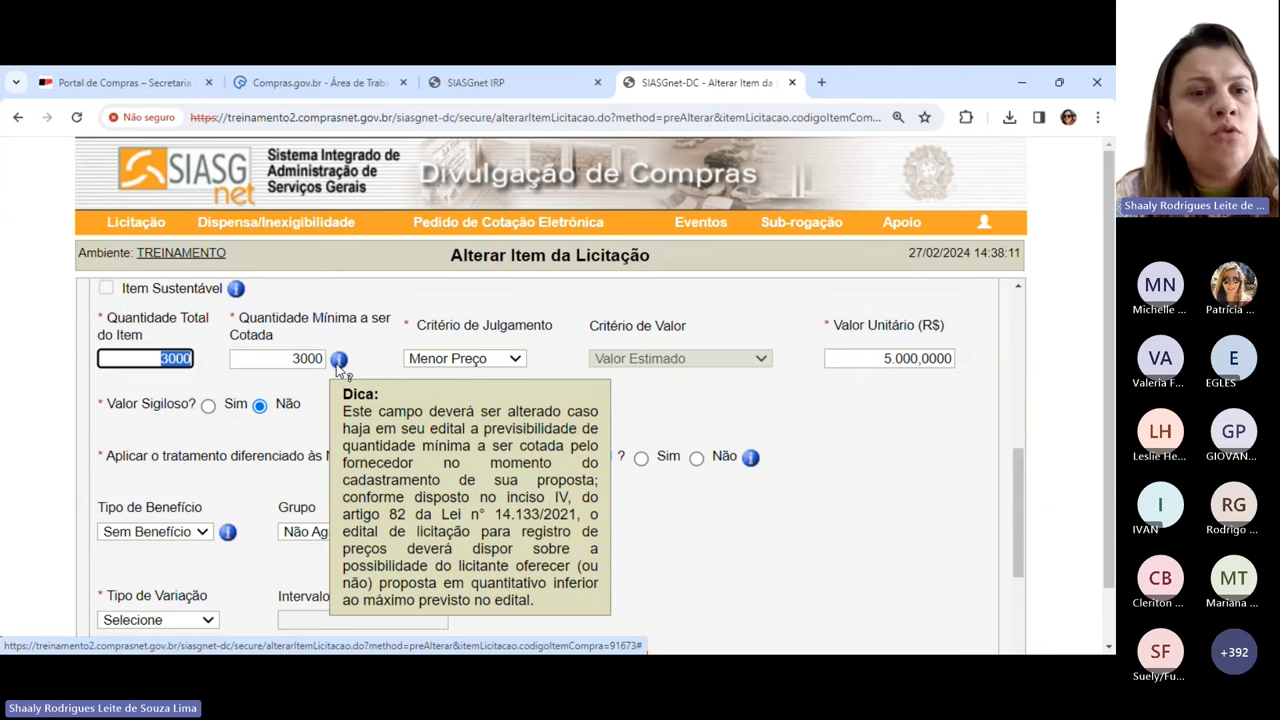 Portal de Compras – Secretaria
Compras.gov.br - Área de Trab
SIASGnet IRP
SIASGnet-DC - Alterar Item da L
Não seguro
https://treinamento2.comprasnet.gov.br/siasgnet-dc/secure/alterarItemLicitacao.do?method=preAlterar&itemLicitacao.codigoItemCom...
SIASG
net
Sistema Integrado de
Administração de
Serviços Gerais
Divulgação de Compras
Licitação
Dispensa/Inexigibilidade
Pedido de Cotação Eletrônica
Eventos
Sub-rogação
Apoio
Ambiente: TREINAMENTO
Alterar Item da Licitação
27/02/2024 14:38:11
Item Sustentável
* Quantidade Total
do Item
* Quantidade Mínima a ser
Cotada
* Critério de Julgamento
Critério de Valor
* Valor Unitário (R$)
3000
3000
Menor Preço
Valor Estimado
5.000,0000
* Valor Sigiloso?
Sim
Não
* Aplicar o tratamento diferenciado às
? Sim
Não
Tipo de Benefício
Grupo
Sem Benefício
Não Ag
* Tipo de Variação
Intervalo
Selecione
Dica:
Este campo deverá ser alterado caso
haja em seu edital a previsibilidade de
quantidade mínima a ser cotada pelo
fornecedor no momento do
cadastramento de sua proposta;
conforme disposto no inciso IV, do
artigo 82 da Lei n° 14.133/2021, o
edital de licitação para registro de
preços deverá dispor sobre a
possibilidade do licitante oferecer (ou
não) proposta em quantitativo inferior
ao máximo previsto no edital.
https://treinamento2.comprasnet.gov.br/siasgnet-dc/secure/alterarItemLicitacao.do?method=preAlterar&itemLicitacao.codigoItemCompra=91673#
Shaaly Rodrigues Leite de Souza Lima
Shaaly Rodrigues Leite de ...
MN
Michelle ...
Patrícia ...
VA
Valeria F...
E
EGLES
LH
Leslie He...
GP
GIOVAN...
I
IVAN
RG
Rodrigo ...
CB
Cleriton ...
MT
Mariana ...
SF
Suely/Fu...
+392